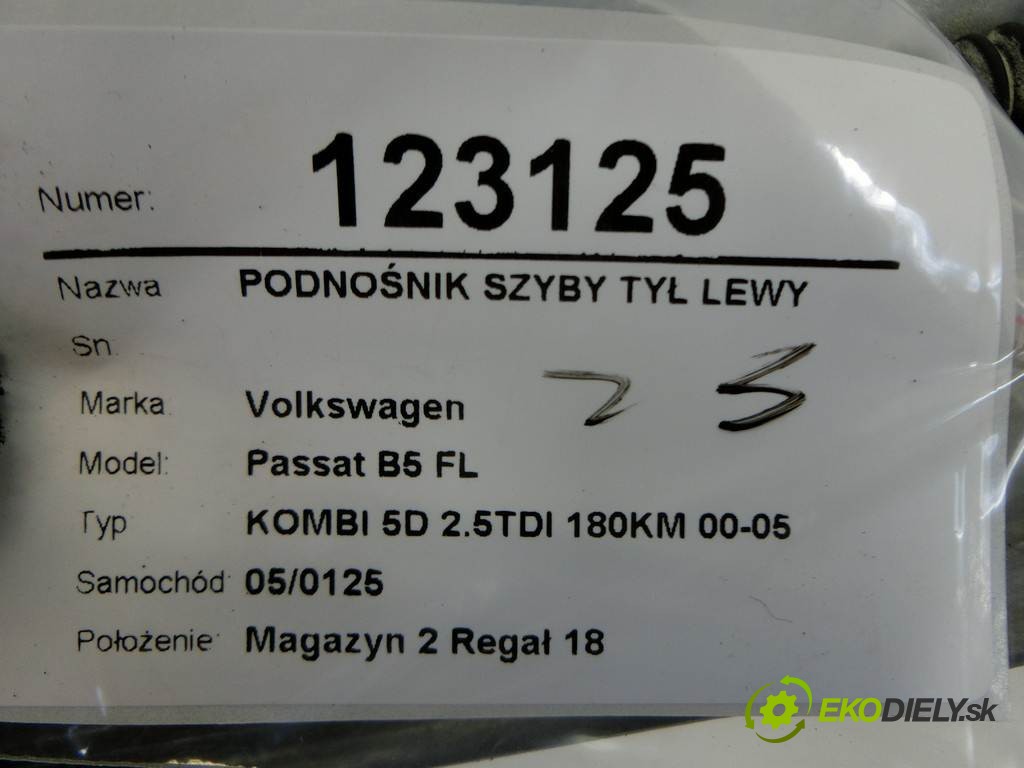 Numer: 123125
Nazwa PODNOŚNIK SZYBY TYŁ LEWY
Sn.
Marka Volkswagen
Model: Passat B5 FL
Typ KOMBI 5D 2.5TDI 180KM 00-05
Samochód: 05/0125
Położenie: Magazyn 2 Regał 18
EKODIELY.sk